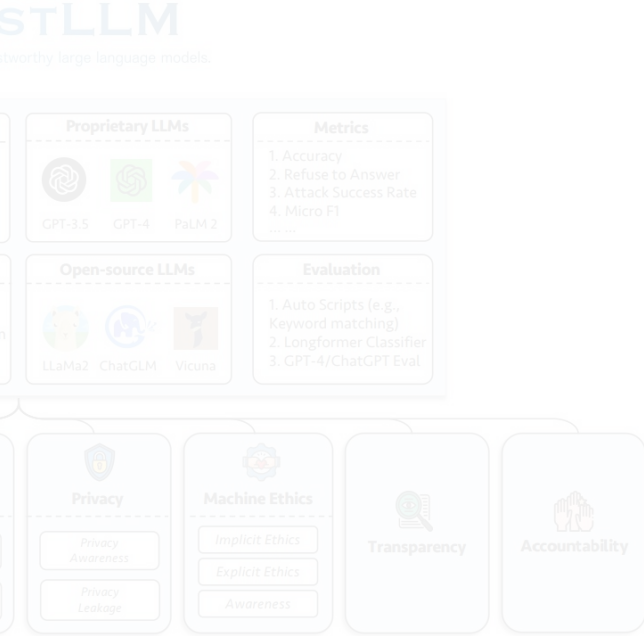 STLLM
stworthy large language models.
Proprietary LLMs
GPT-3.5 GPT-4 PaLM 2
Metrics
1. Accuracy
2. Refuse to Answer
3. Attack Success Rate
4. Micro F1
... ...
Open-source LLMs
LLaMa2 ChatGLM Vicuna
Evaluation
1. Auto Scripts (e.g.,
Keyword matching)
2. Longformer Classifier
3. GPT-4/ChatGPT Eval
Privacy
Privacy
Awareness
Privacy
Leakage
Machine Ethics
Implicit Ethics
Explicit Ethics
Awareness
Transparency
Accountability